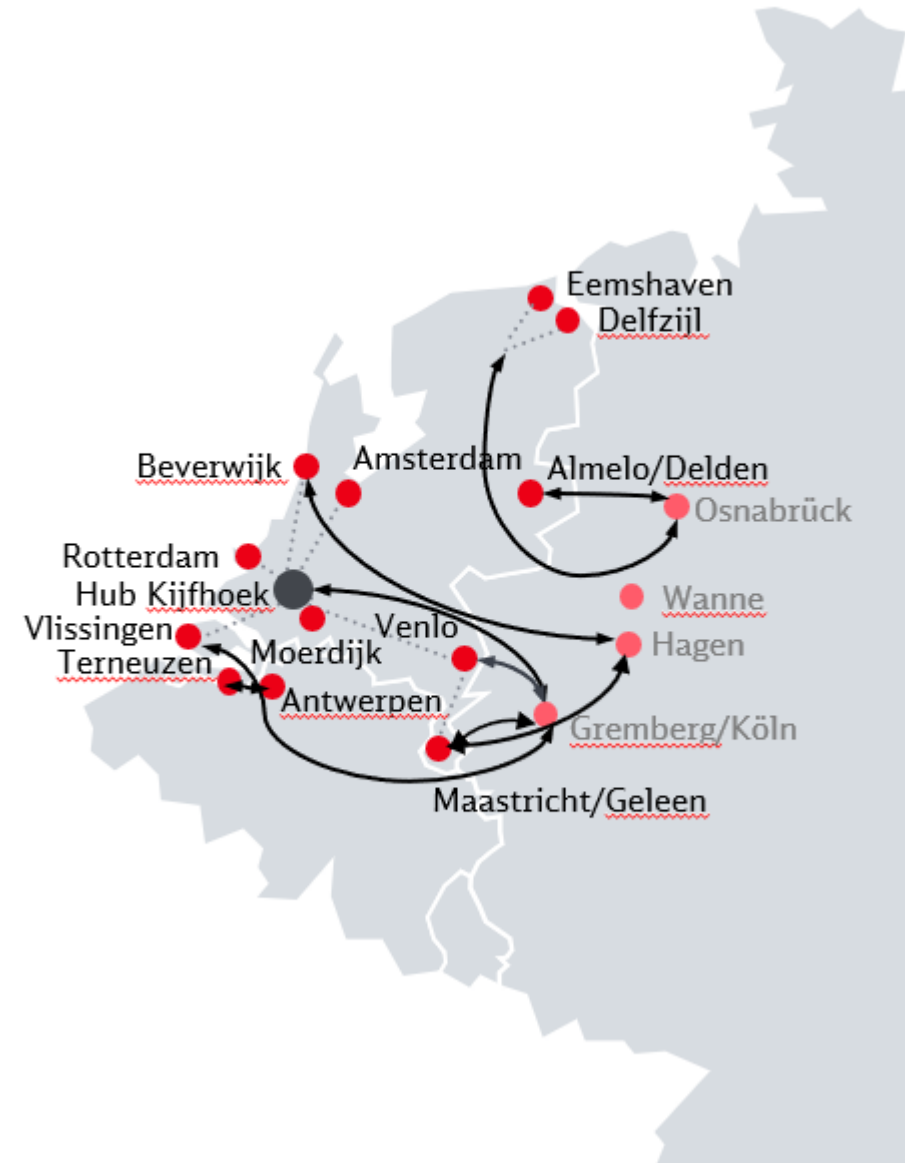 Eemshaven
Delfzijl
Beverwijk
Amsterdam
Almelo/Delden
Osnabrück
Rotterdam
Hub Kijfhoek
Wanne
Vlissingen
Venlo
Hagen
Terneuzen
Moerdijk
Antwerpen
Gremberg/Köln
Maastricht/Geleen